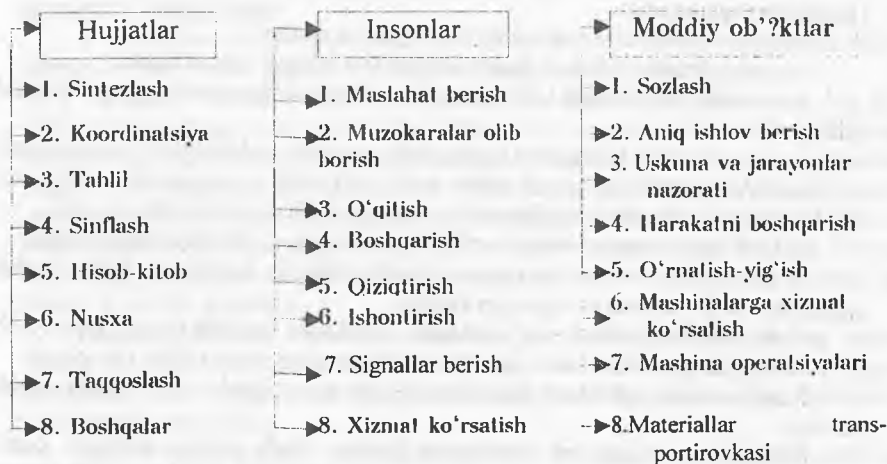 Hujjatlar
1. Sintezlash
2. Koordinatsiya
3. Tahlil
4. Sinflash
5. Hisob-kitob
6. Nusxa
7. Taqqoslash
8. Boshqalar
Insonlar
1. Maslahat berish
2. Muzokaralar olib
borish
3. O‘qitish
4. Boshqarish
5. Qiziqtirish
6. Ishontirish
7. Signallar berish
8. Xizmat ko‘rsatish
Moddiy ob’?ktlar
1. Sozlash
2. Aniq ishlov berish
3. Uskuna va jarayonlar
nazorati
4. Harakatni boshqarish
5. O‘rnatish-yig‘ish
6. Mashinalarga xizmat
ko‘rsatish
7. Mashina operatsiyalari
8.Materiallar trans-
portirovkasi